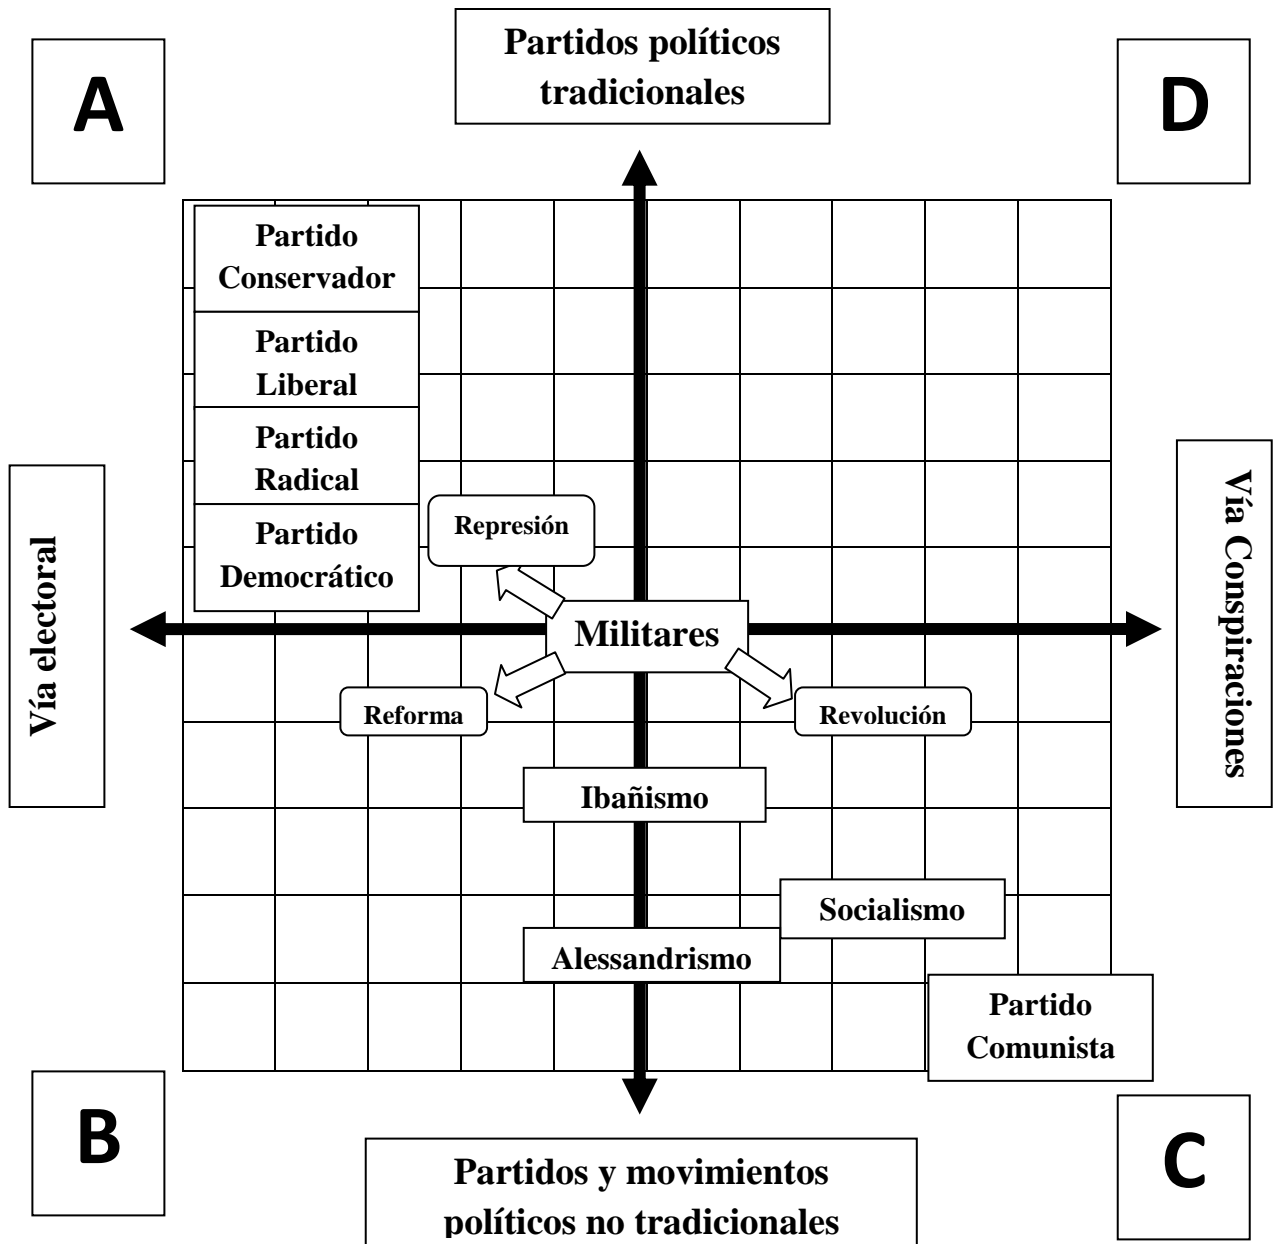 Partidos políticos
tradicionales
A
D
Partido
Conservador
Partido
Liberal
Partido
Radical
Partido
Democrático
Represión
Vía electoral
Vía Conspiraciones
Militares
Reforma
Revolución
Ibañismo
Socialismo
Alessandrismo
Partido
Comunista
B
C
Partidos y movimientos
políticos no tradicionales